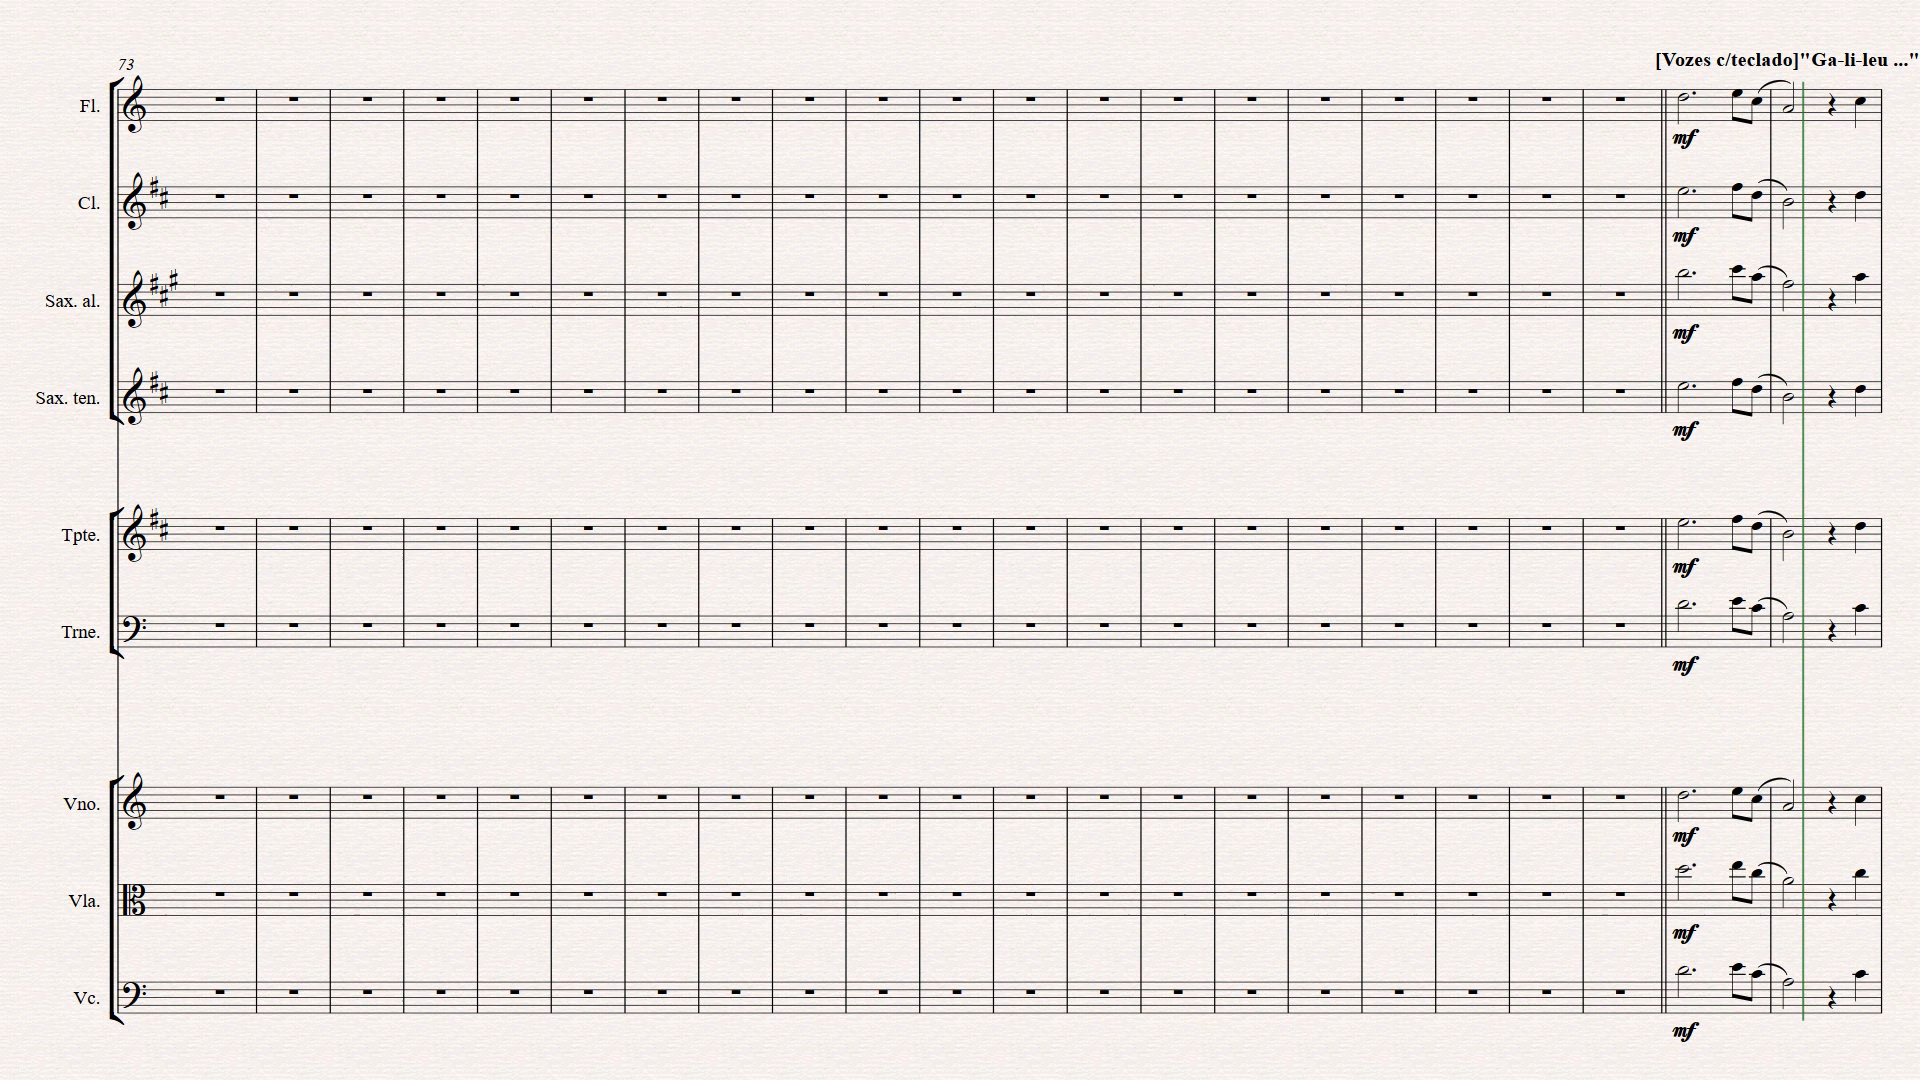 [Vozes c/teclado]"Ga-li-leu ..."
73
Fl.
mf
Cl.
mf
Sax. al.
mf
Sax. ten.
mf
Tpte.
mf
Trne.
mf
Vno.
mf
Vla.
mf
Vc.
mf